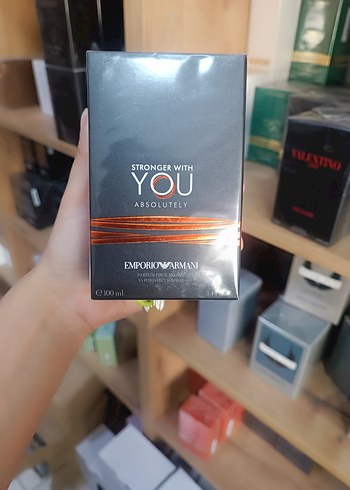 STRONGER WITH
YOU
ABSOLUTELY
EMPORIO ARMANI
℮100 ml
VALENTINO